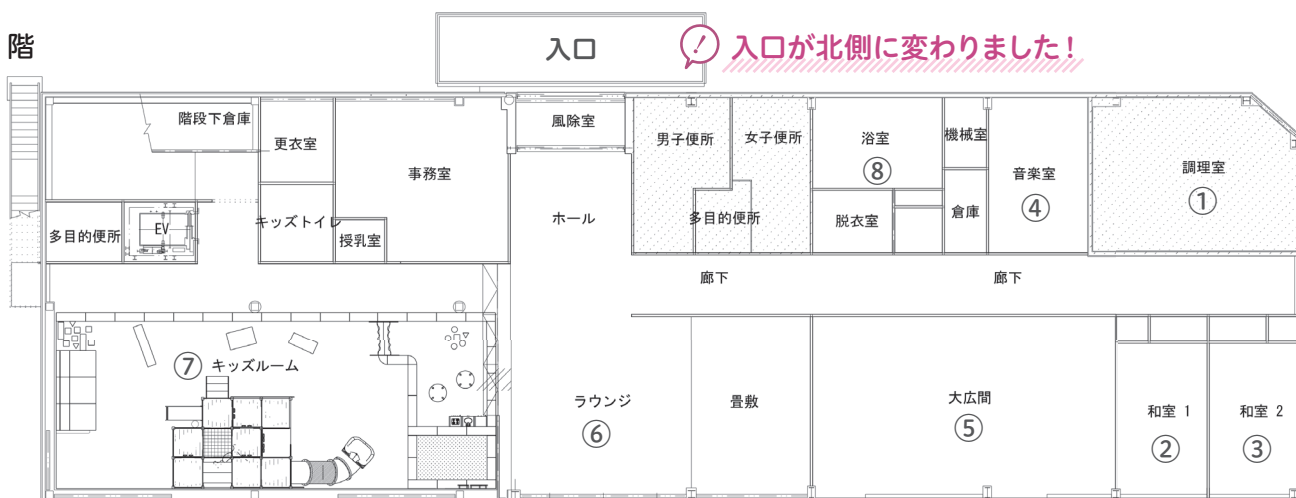 階
入口
! 入口が北側に変わりました!
階段下倉庫
更衣室
事務室
風除室
男子便所
女子便所
浴室
⑧
機械室
音楽室
④
調理室
①
多目的便所
EV
キッズトイレ
授乳室
ホール
多目的便所
脱衣室
倉庫
廊下
廊下
⑦ キッズルーム
ラウンジ
⑥
畳敷
大広間
⑤
和室 1
②
和室 2
③